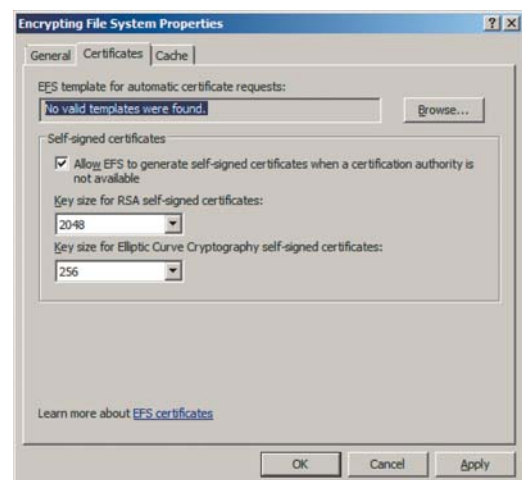 Encrypting File System Properties
General Certificates Cache
EFS template for automatic certificate requests:
No valid templates were found.
Browse...
Self-signed certificates
Allow EFS to generate self-signed certificates when a certification authority is
not available
Key size for RSA self-signed certificates:
2048
Key size for Elliptic Curve Cryptography self-signed certificates:
256
Learn more about EFS certificates
OK Cancel Apply